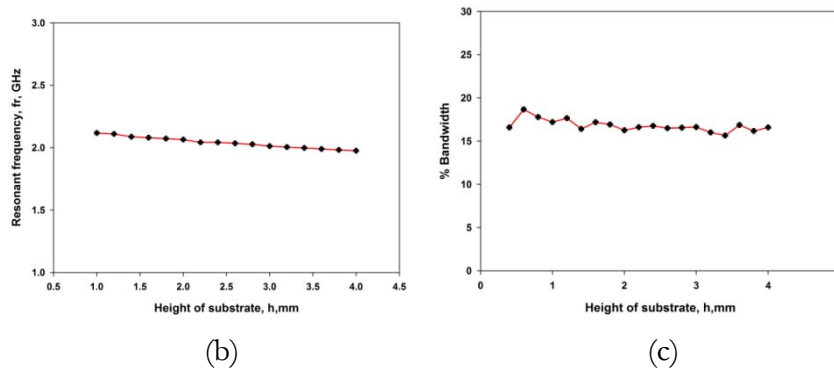 3.0
2.5
2.0
1.5
1.0
Resonant frequency, fr, GHz
0.5 1.0 1.5 2.0 2.5 3.0 3.5 4.0 4.5
Height of substrate, h,mm
(b)
30
25
20
15
10
5
0
% Bandwidth
0 1 2 3 4
Height of substrate, h,mm
(c)